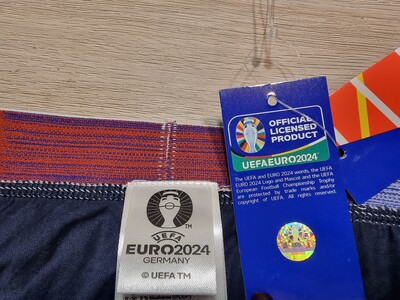 OFFICIAL
LICENSED
PRODUCT
UEFAEURO2024
The UEFA and EURO 2024 words, the UEFA
EURO 2024 Logo and Mascot and the UEFA
European Football Championship Trophy
are protected by trade marks and/or
copyright of UEFA. All rights reserved.
UEFA
EURO2024
GERMANY
© UEFA TM